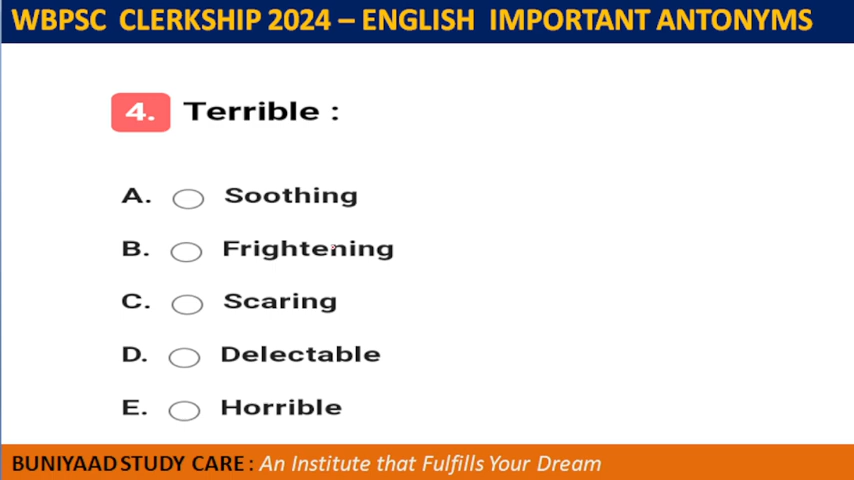 WBPSC CLERKSHIP 2024 – ENGLISH IMPORTANT ANTONYMS
4. Terrible :
A. Soothing
B. Frightening
C. Scaring
D. Delectable
E. Horrible
BUNIYAAD STUDY CARE : An Institute that Fulfills Your Dream